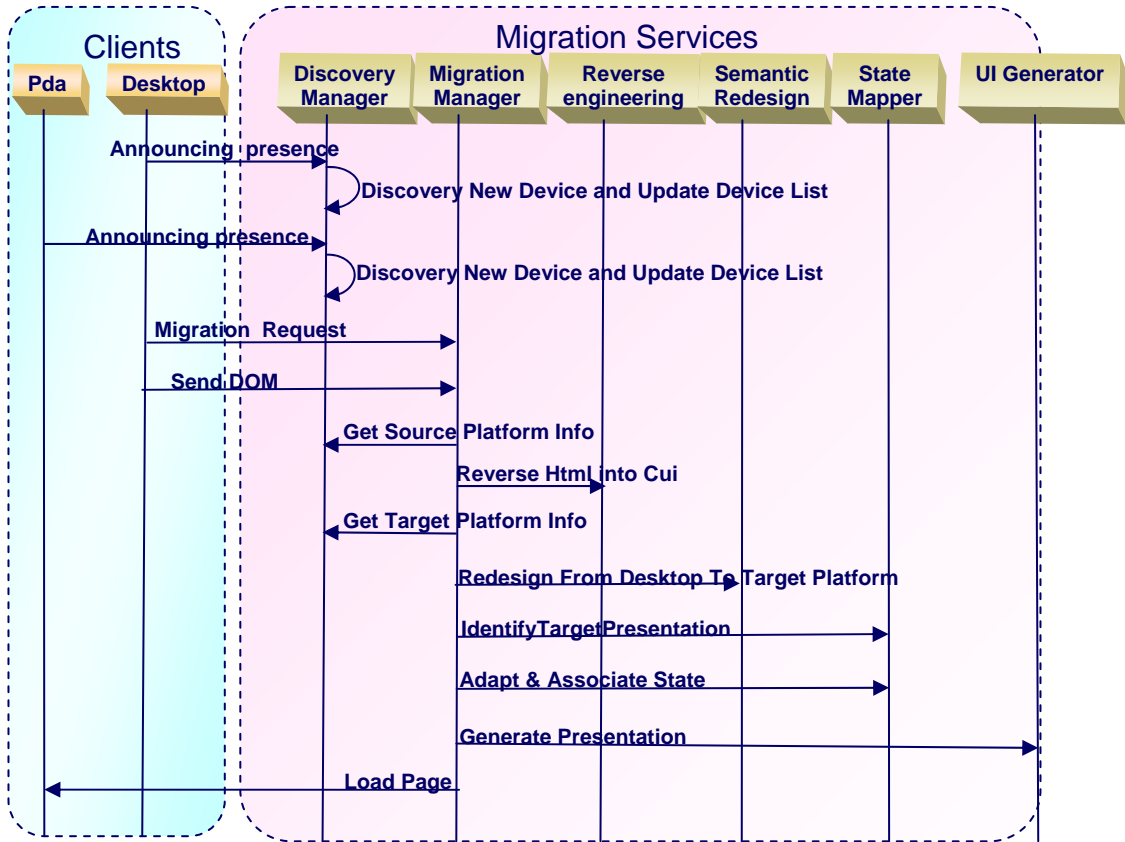 Clients
Migration Services
Pda
Desktop
Discovery
Manager
Migration
Manager
Reverse
engineering
Semantic
Redesign
State
Mapper
UI Generator
Announcing presence
Discovery New Device and Update Device List
Announcing presence
Discovery New Device and Update Device List
Migration Request
Send DOM
Get Source Platform Info
Reverse Html into Cui
Get Target Platform Info
Redesign From Desktop To Target Platform
IdentifyTargetPresentation
Adapt & Associate State
Generate Presentation
Load Page